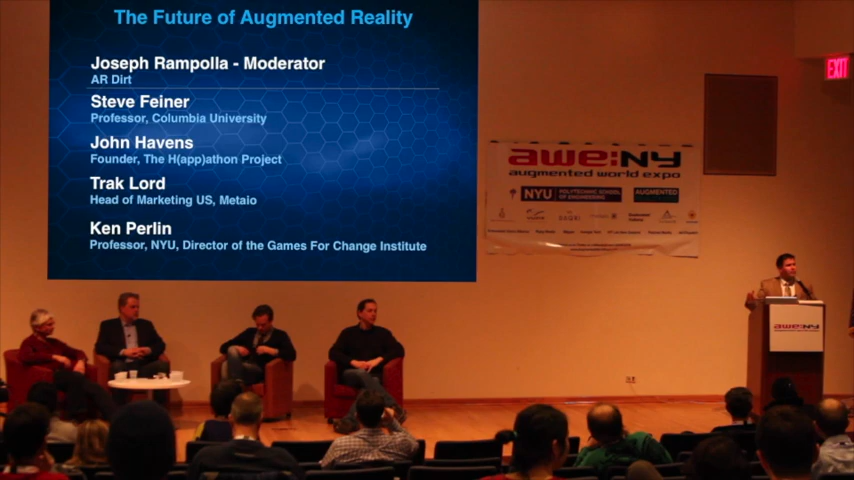 The Future of Augmented Reality
Joseph Rampolla - Moderator
AR Dirt
Steve Feiner
Professor, Columbia University
John Havens
Founder, The H(app)athon Project
Trak Lord
Head of Marketing US, Metaio
Ken Perlin
Professor, NYU, Director of the Games For Change Institute
EXIT
awe:NY
augmented world expo
NYU POLYTECHNIC SCHOOL OF ENGINEERING
AUGMENTED
awe:NY